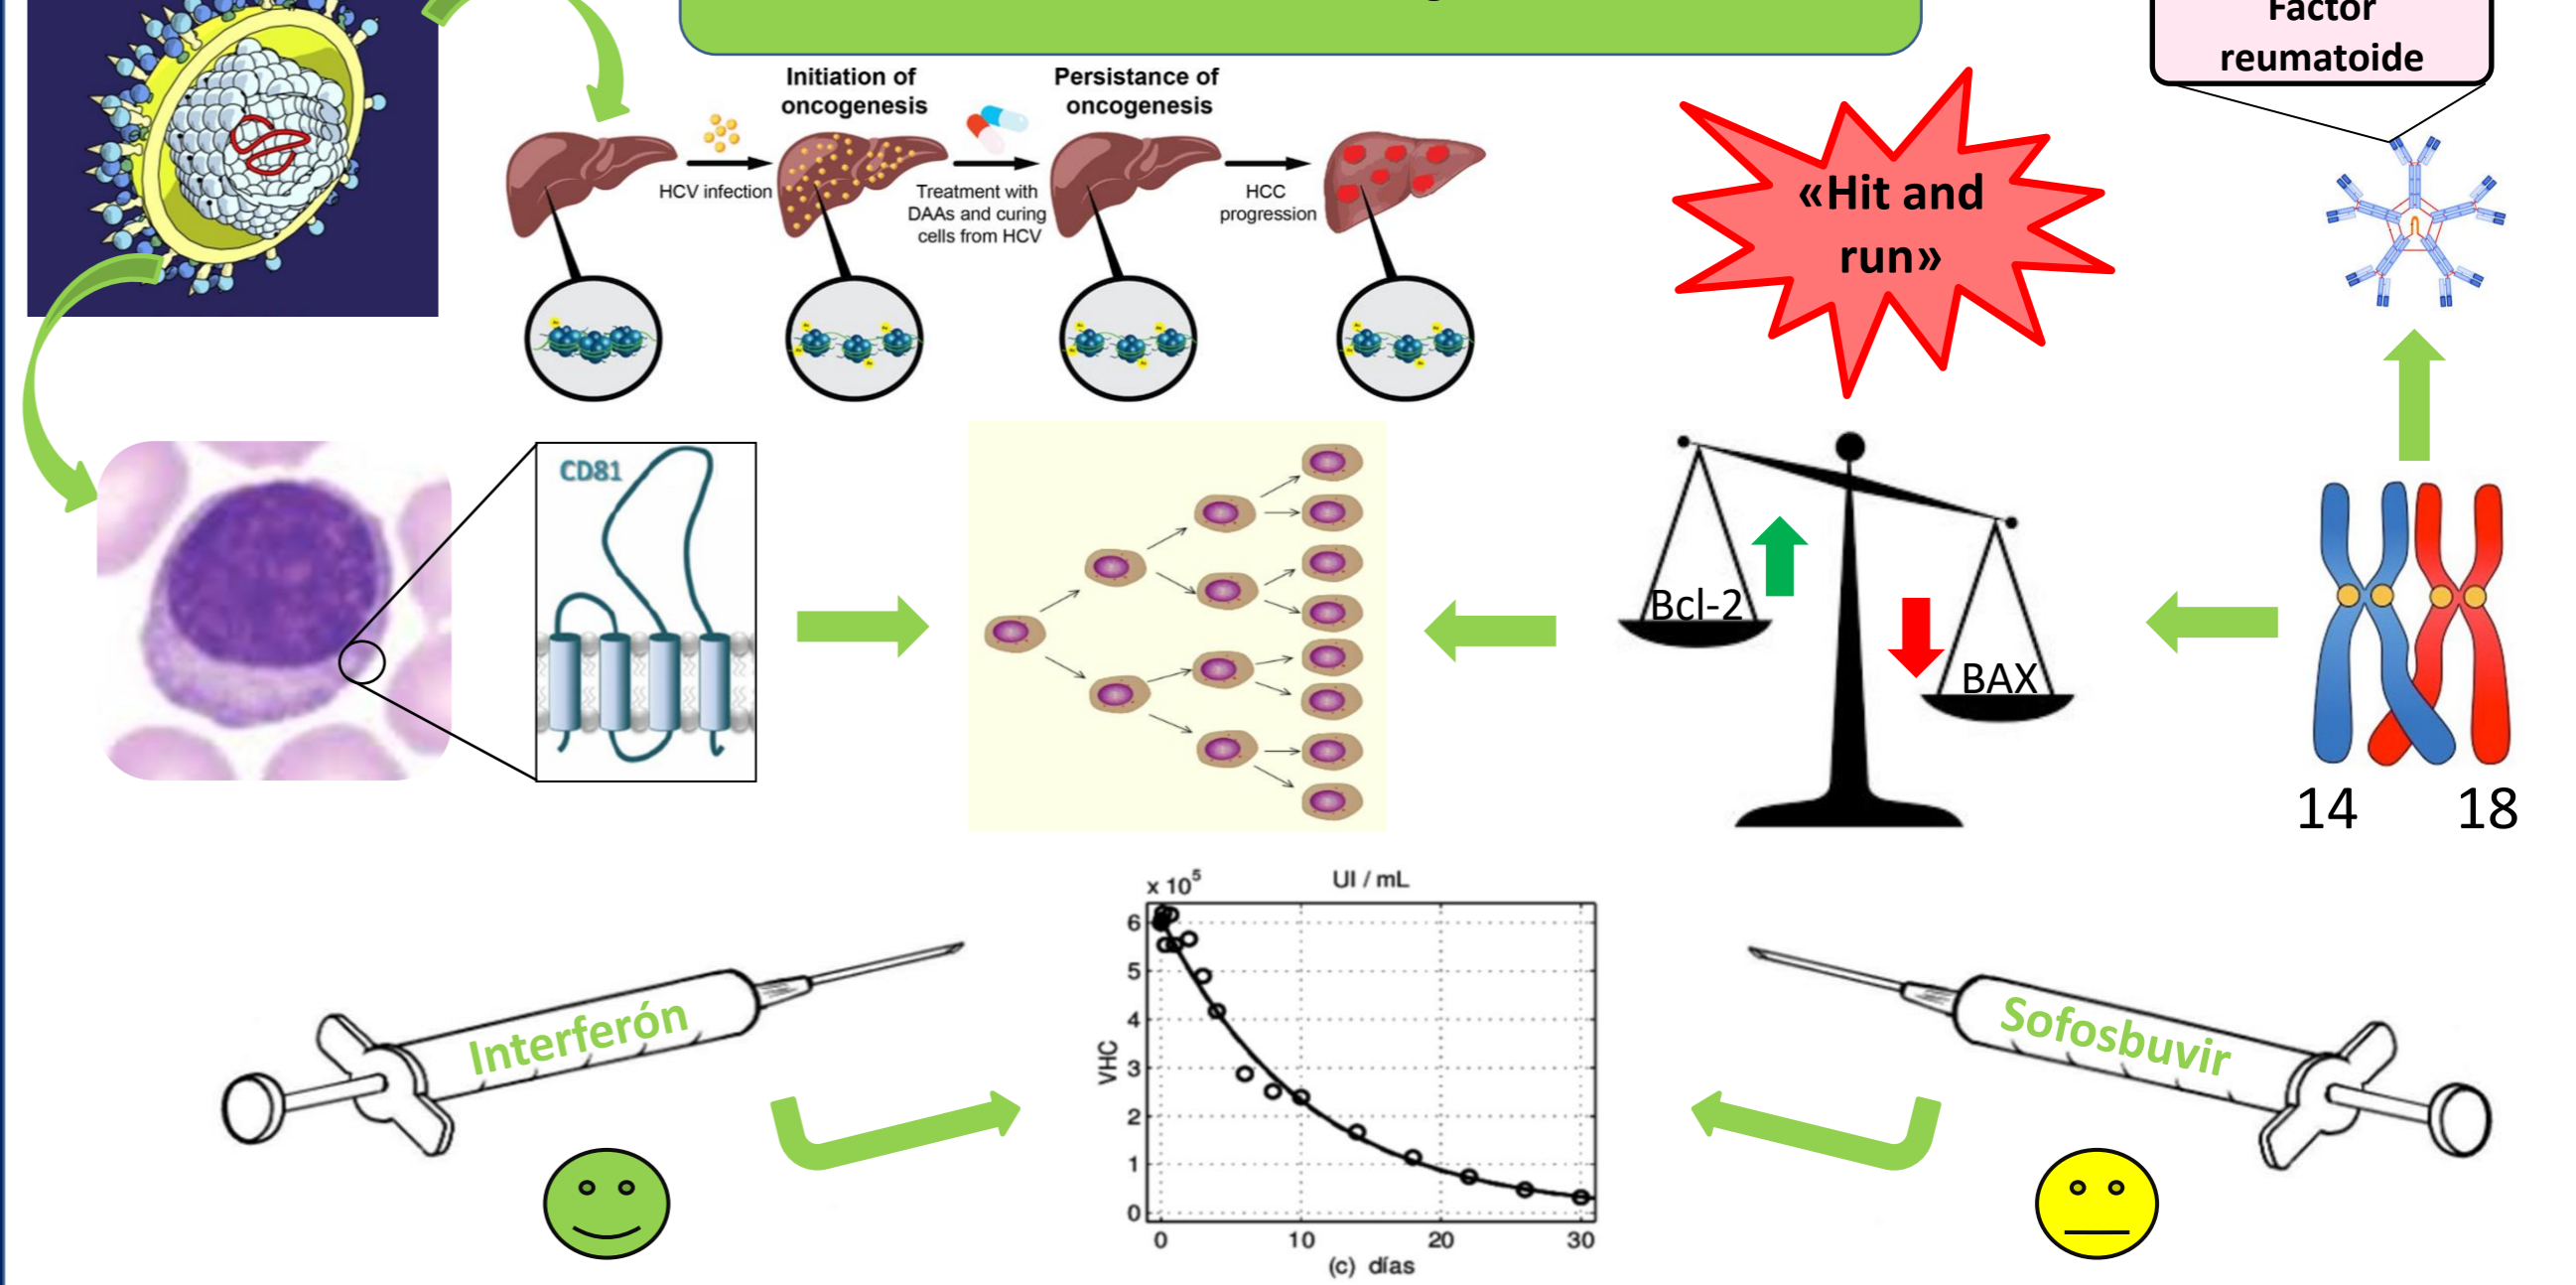 Factor
reumatoide
Initiation of
oncogenesis
Persistance of
oncogenesis
HCV infection
Treatment with
DAAs and curing
cells from HCV
HCC
progression
«Hit and
run»
CD81
Bcl-2
BAX
14
18
Interferón
x 10⁵
UI / mL
6
5
4
3
2
1
0
VHC
0
10
20
30
(c) días
Sofosbuvir